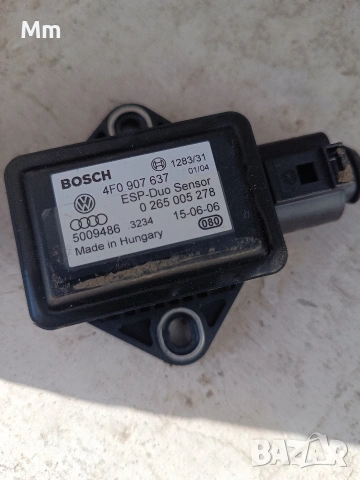 Mm
BOSCH 1283/31
01/04
4F0 907 637
ESP-Duo Sensor
0 265 005 278
5009486 3234 15-06-06
Made in Hungary
BAZAR